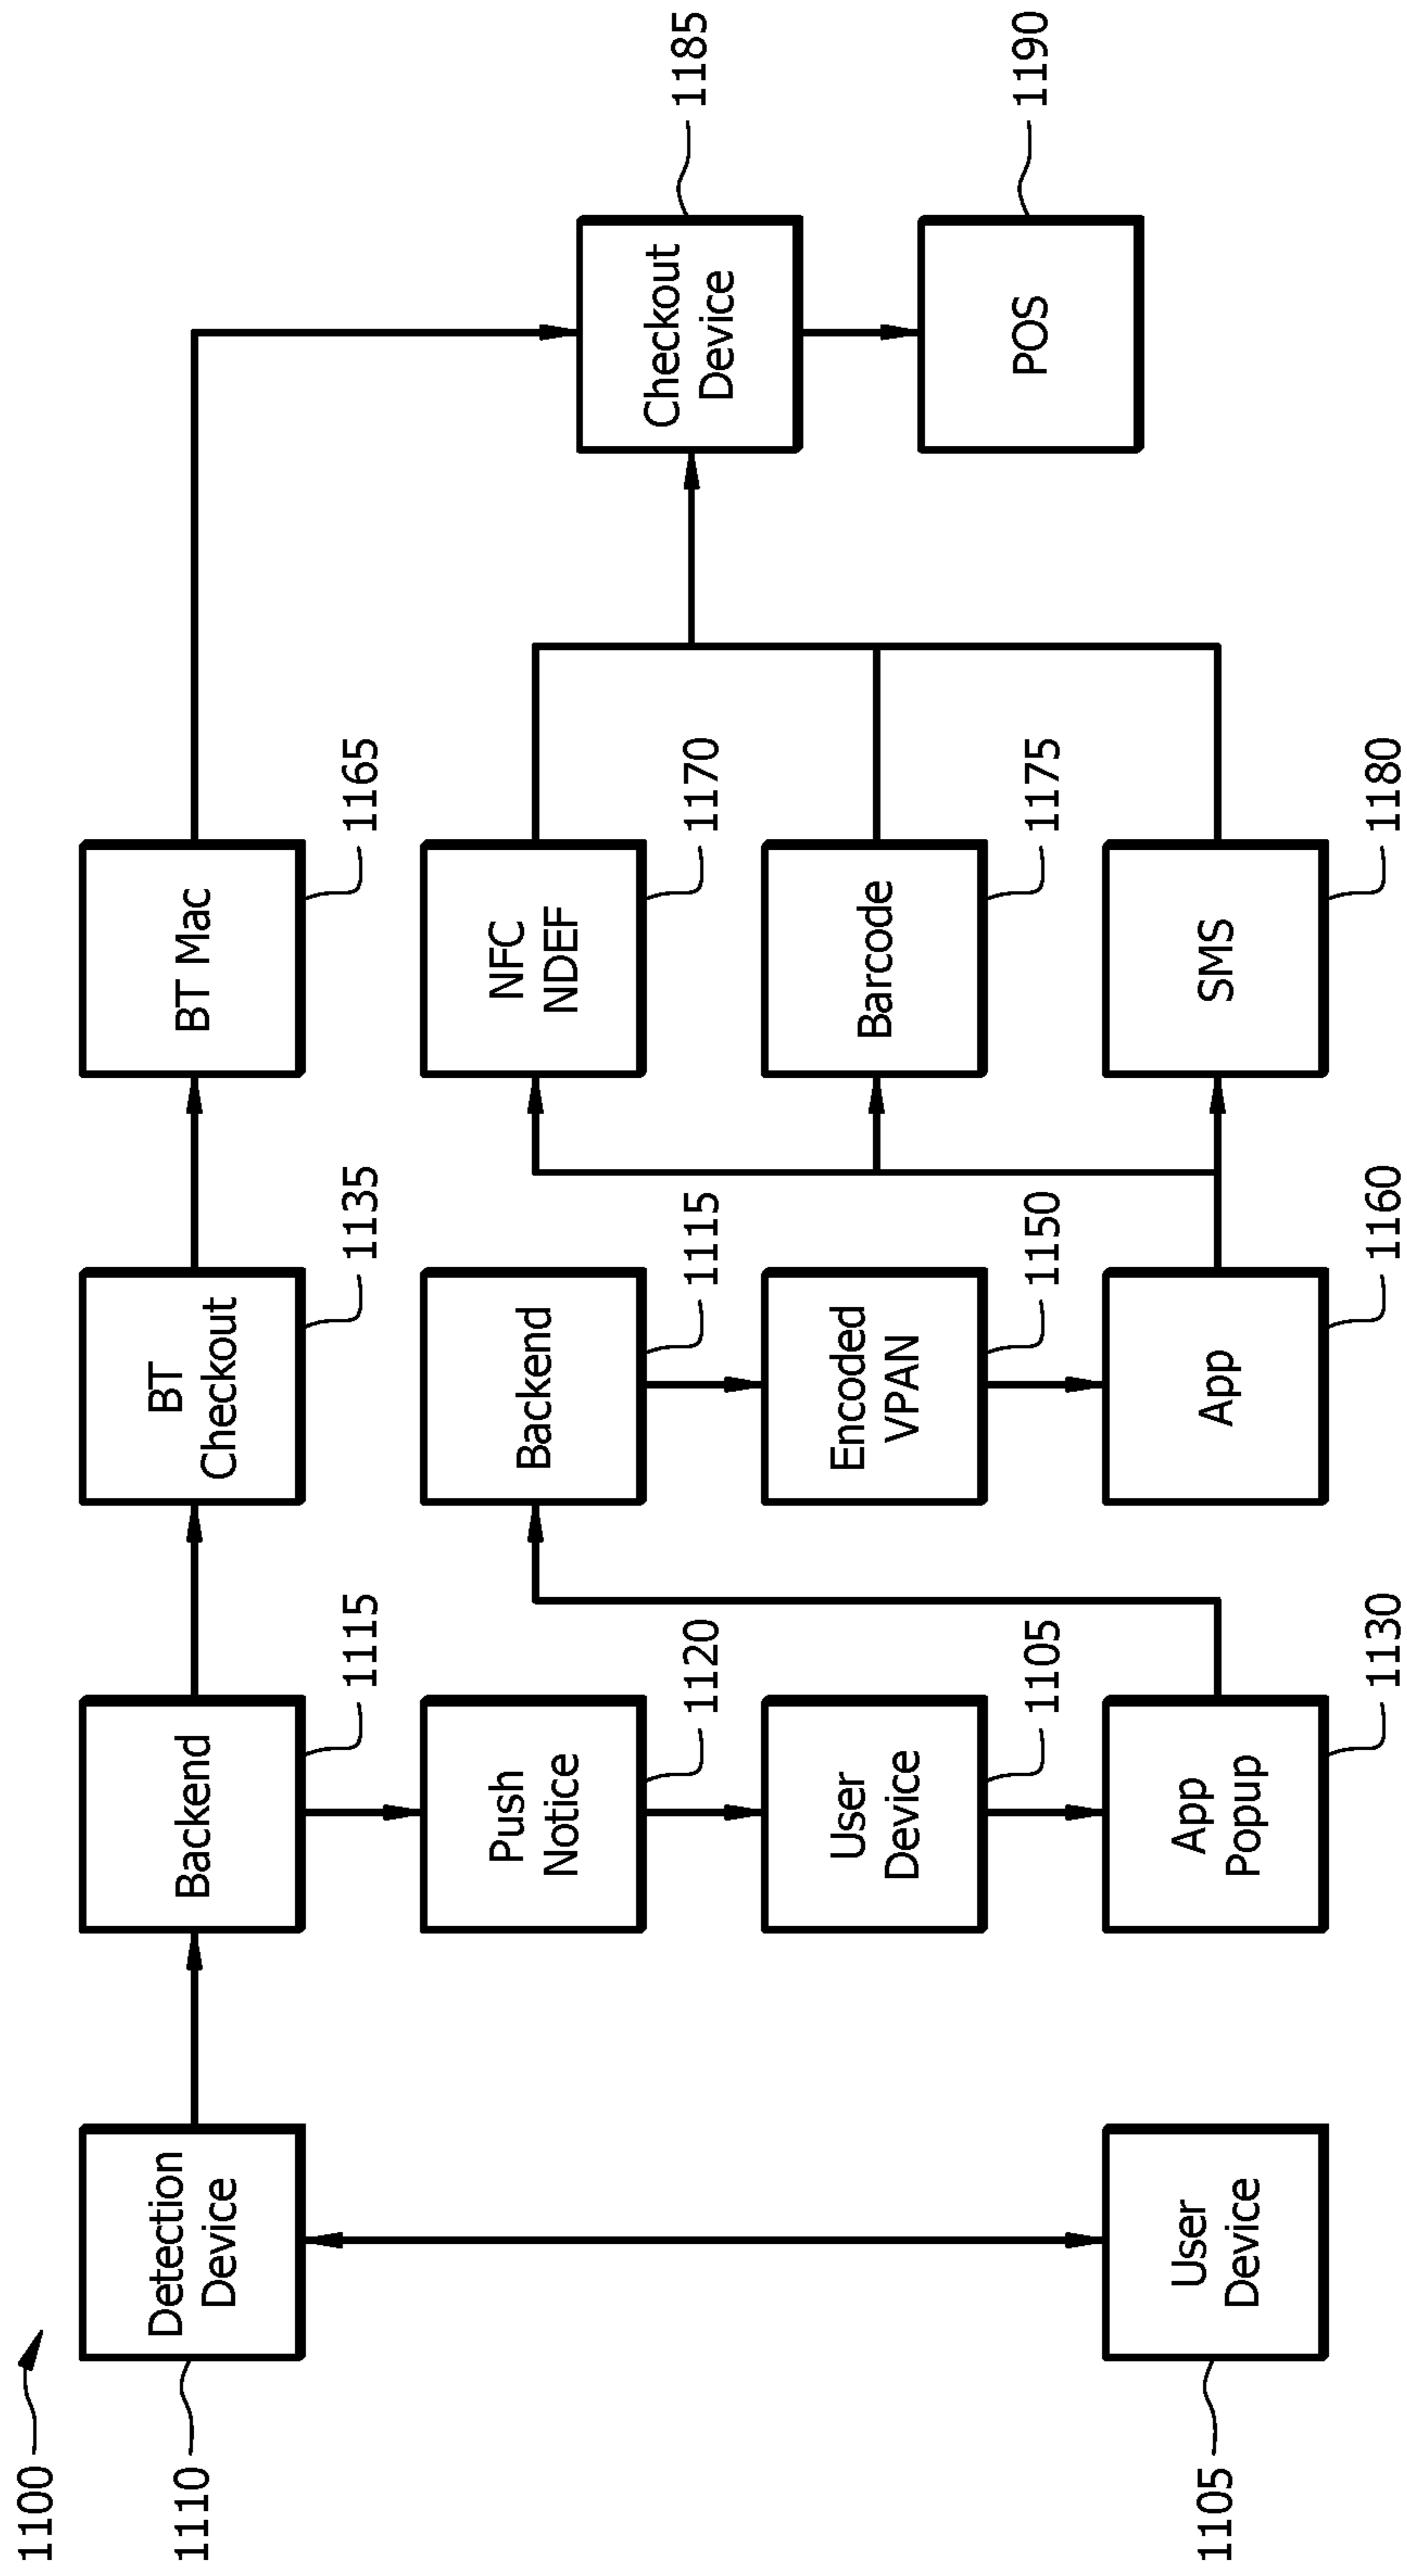 1100
1110
Detection
Device
Backend
1115
BT
Checkout
1135
BT Mac
1165
Push
Notice
1120
Backend
1115
NFC
NDEF
1170
Checkout
Device
1185
User
Device
1105
Encoded
VPAN
1150
Barcode
1175
POS
1190
1105
User
Device
App
Popup
1130
App
1160
SMS
1180